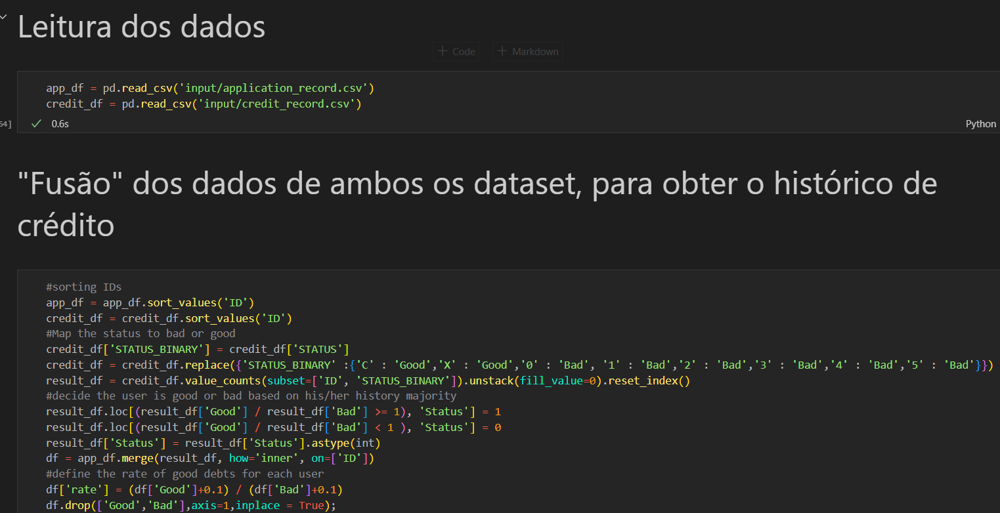 Leitura dos dados
+ Code + Markdown
app_df = pd.read_csv('input/application_record.csv')
credit_df = pd.read_csv('input/credit_record.csv')
64] ✓ 0.6s Python
"Fusão" dos dados de ambos os dataset, para obter o histórico de
crédito
#sorting IDs
app_df = app_df.sort_values('ID')
credit_df = credit_df.sort_values('ID')
#Map the status to bad or good
credit_df['STATUS_BINARY'] = credit_df['STATUS']
credit_df = credit_df.replace({'STATUS_BINARY' :{'C' : 'Good','X' : 'Good','0' : 'Bad', '1' : 'Bad','2' : 'Bad','3' : 'Bad','4' : 'Bad','5' : 'Bad'}})
result_df = credit_df.value_counts(subset=['ID', 'STATUS_BINARY']).unstack(fill_value=0).reset_index()
#decide the user is good or bad based on his/her history majority
result_df.loc[(result_df['Good'] / result_df['Bad'] >= 1), 'Status'] = 1
result_df.loc[(result_df['Good'] / result_df['Bad'] < 1 ), 'Status'] = 0
result_df['Status'] = result_df['Status'].astype(int)
df = app_df.merge(result_df, how='inner', on=['ID'])
#define the rate of good debts for each user
df['rate'] = (df['Good']+0.1) / (df['Bad']+0.1)
df.drop(['Good','Bad'],axis=1,inplace = True);